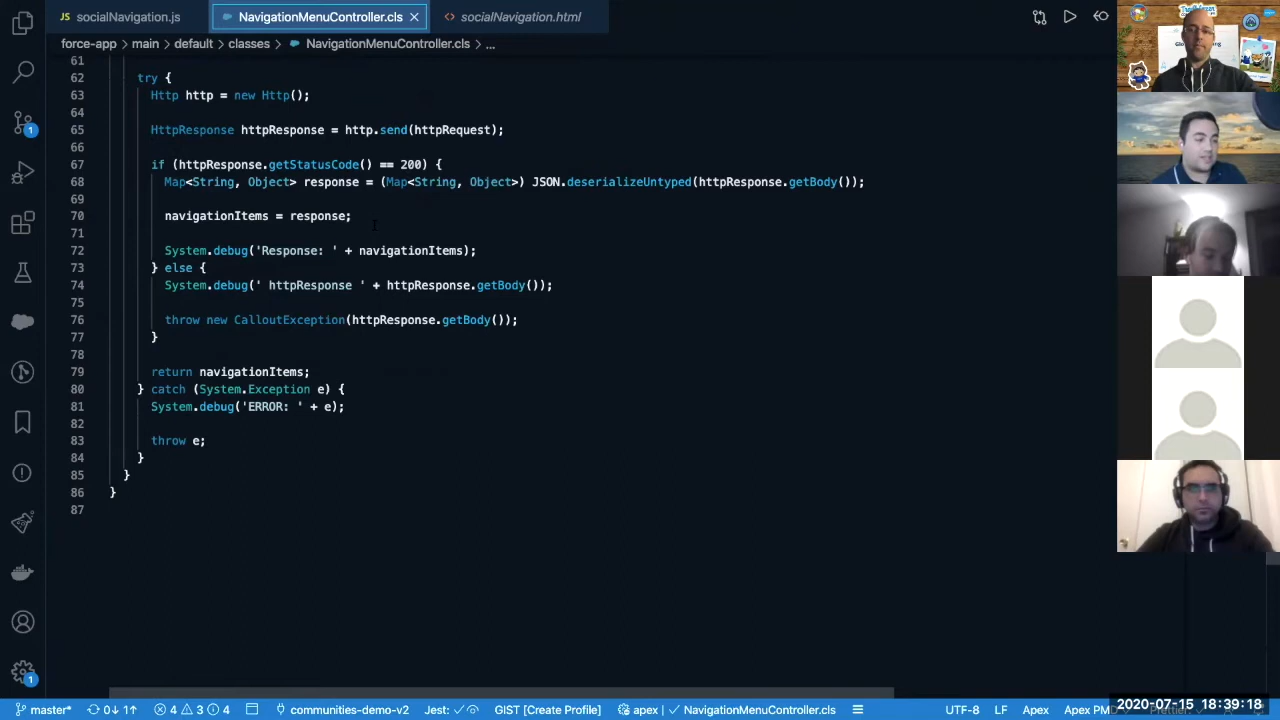 socialNavigation.js
NavigationMenuController.cls
socialNavigation.html
force-app > main > default > classes > NavigationMenuController.cls > ...
61
62 try {
63 Http http = new Http();
64
65 HttpResponse httpResponse = http.send(httpRequest);
66
67 if (httpResponse.getStatusCode() == 200) {
68 Map<String, Object> response = (Map<String, Object>) JSON.deserializeUntyped(httpResponse.getBody());
69
70 navigationItems = response;
71
72 System.debug('Response: ' + navigationItems);
73 } else {
74 System.debug(' httpResponse ' + httpResponse.getBody());
75
76 throw new CalloutException(httpResponse.getBody());
77 }
78
79 return navigationItems;
80 } catch (System.Exception e) {
81 System.debug('ERROR: ' + e);
82
83 throw e;
84 }
85 }
86 }
87
1
1
master* 0↓ 1↑ 4 3 4 communities-demo-v2 Jest: GIST [Create Profile] apex | ✓ NavigationMenuController.cls UTF-8 LF Apex Apex PMD
2020-07-15 18:39:18